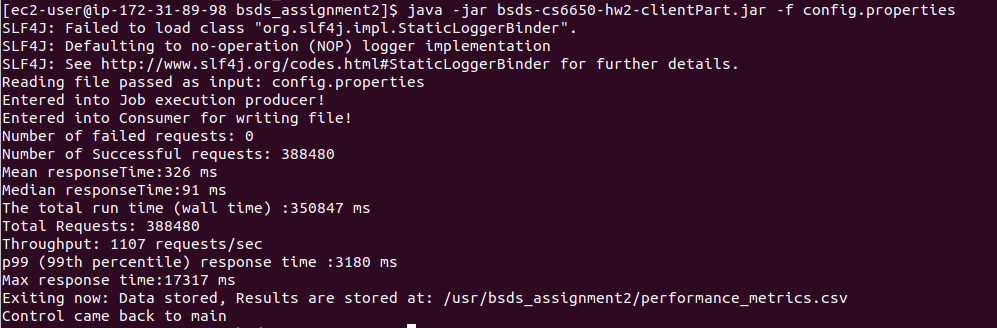 [ec2-user@ip-172-31-89-98 bsds_assignment2]$ java -jar bsds-cs6650-hw2-clientPart.jar -f config.properties
SLF4J: Failed to load class "org.slf4j.impl.StaticLoggerBinder".
SLF4J: Defaulting to no-operation (NOP) logger implementation
SLF4J: See http://www.slf4j.org/codes.html#StaticLoggerBinder for further details.
Reading file passed as input: config.properties
Entered into Job execution producer!
Entered into Consumer for writing file!
Number of failed requests: 0
Number of Successful requests: 388480
Mean responseTime:326 ms
Median responseTime:91 ms
The total run time (wall time) :350847 ms
Total Requests: 388480
Throughput: 1107 requests/sec
p99 (99th percentile) response time :3180 ms
Max response time:17317 ms
Exiting now: Data stored, Results are stored at: /usr/bsds_assignment2/performance_metrics.csv
Control came back to main